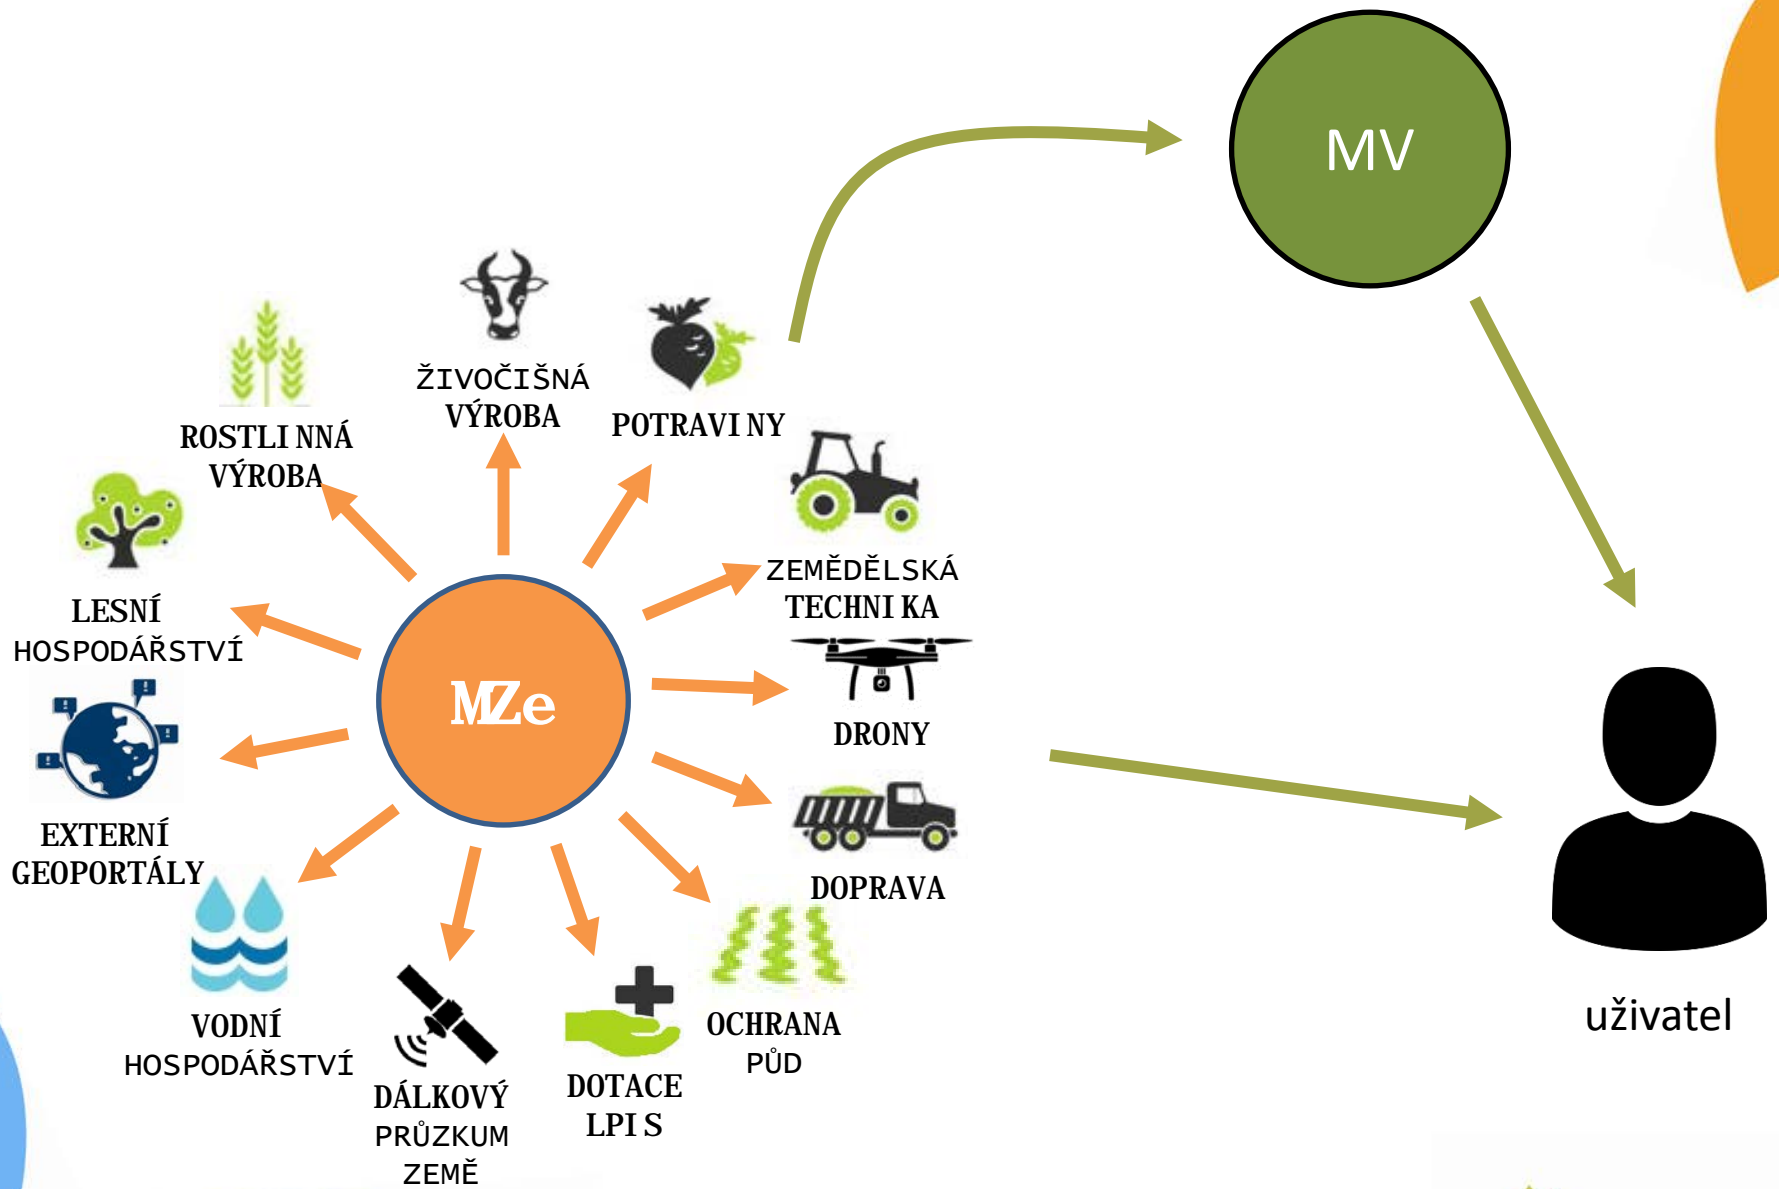 MV
ŽIVOČIŠNÁ
VÝROBA
POTRAVINY
ROSTLINNÁ
VÝROBA
ZEMĚDĚLSKÁ
TECHNIKA
LESNÍ
HOSPODÁŘSTVÍ
MZe
DRONY
EXTERNÍ
GEOPORTÁLY
DOPRAVA
VODNÍ
HOSPODÁŘSTVÍ
OCHRANA
PŮD
DÁLKOVÝ
PRŮZKUM
ZEMĚ
DOTACE
LPIS
uživatel